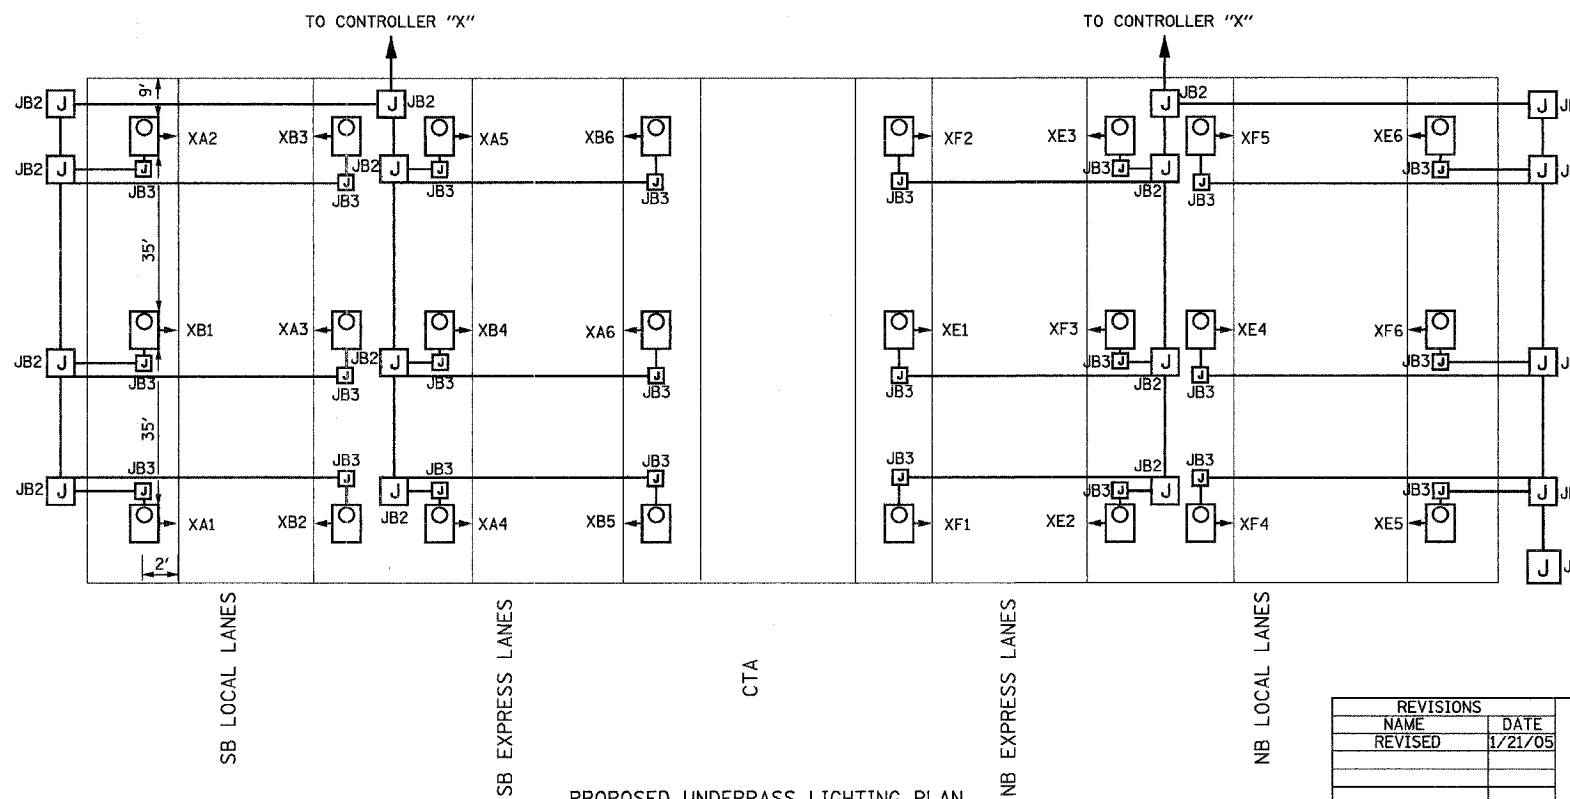 TO CONTROLLER "X" TO CONTROLLER "X"
9'
JB2 J J JB2 J JB2 J J
XA2 XB3 XA5 XB6 XF2 XE3 XF5 XE6
JB2 J J JB2 J J JB3 J J J J
JB3 J JB3 J JB3 J JB3 J JB2 JB3 J
JB3 JB3 JB3
35'
XB1 XA3 XB4 XA6 XE1 XF3 XE4 XF6
JB2 J J JB2 J J JB3 J J JB3 J J
JB3 J JB3 J J JB2 J
JB3 JB3 JB3 JB3
35'
JB3 JB3 JB3 JB3 JB3 JB2 JB3
J J J J
JB2 J J J J JB3 J J JB3 J J
JB2
XA1 XB2 XA4 XB5 XF1 XE2 XF4 XE5
2'
J
SB LOCAL LANES
SB EXPRESS LANES
CTA
NB EXPRESS LANES
NB LOCAL LANES
REVISIONS
NAME DATE
REVISED 1/21/05
PROPOSED UNDERPASS LIGHTING PLAN